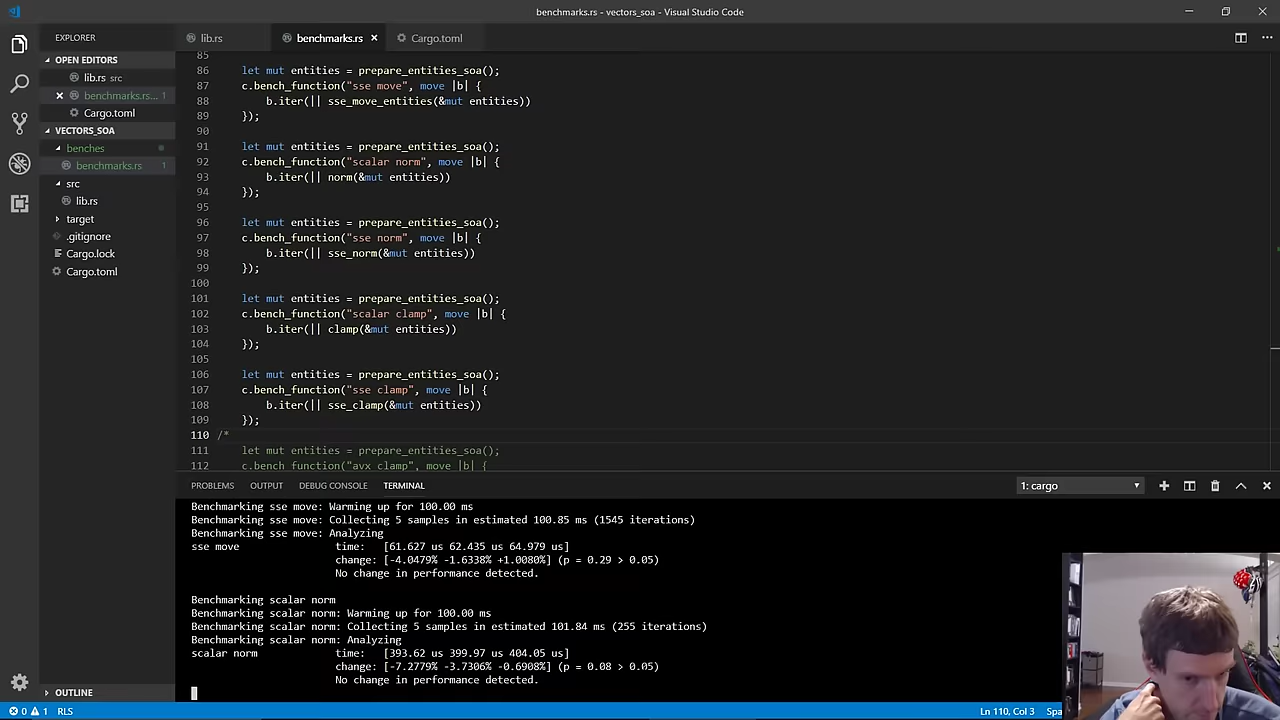 benchmarks.rs - vectors_soa - Visual Studio Code
EXPLORER
OPEN EDITORS
lib.rs src
benchmarks.rs... 1
Cargo.toml
VECTORS_SOA
benches
benchmarks.rs 1
src
lib.rs
target
.gitignore
Cargo.lock
Cargo.toml
OUTLINE
lib.rs
benchmarks.rs
Cargo.toml
85
86 let mut entities = prepare_entities_soa();
87 c.bench_function("sse move", move |b| {
88 b.iter(|| sse_move_entities(&mut entities))
89 });
90
91 let mut entities = prepare_entities_soa();
92 c.bench_function("scalar norm", move |b| {
93 b.iter(|| norm(&mut entities))
94 });
95
96 let mut entities = prepare_entities_soa();
97 c.bench_function("sse norm", move |b| {
98 b.iter(|| sse_norm(&mut entities))
99 });
100
101 let mut entities = prepare_entities_soa();
102 c.bench_function("scalar clamp", move |b| {
103 b.iter(|| clamp(&mut entities))
104 });
105
106 let mut entities = prepare_entities_soa();
107 c.bench_function("sse clamp", move |b| {
108 b.iter(|| sse_clamp(&mut entities))
109 });
110 /*
111 let mut entities = prepare_entities_soa();
112 c.bench_function("avx clamp", move |b| {
PROBLEMS OUTPUT DEBUG CONSOLE TERMINAL 1: cargo
Benchmarking sse move: Warming up for 100.00 ms
Benchmarking sse move: Collecting 5 samples in estimated 100.85 ms (1545 iterations)
Benchmarking sse move: Analyzing
sse move time: [61.627 us 62.435 us 64.979 us]
change: [-4.0479% -1.6338% +1.0080%] (p = 0.29 > 0.05)
No change in performance detected.
Benchmarking scalar norm
Benchmarking scalar norm: Warming up for 100.00 ms
Benchmarking scalar norm: Collecting 5 samples in estimated 101.84 ms (255 iterations)
Benchmarking scalar norm: Analyzing
scalar norm time: [393.62 us 399.97 us 404.05 us]
change: [-7.2779% -3.7306% -0.6908%] (p = 0.08 > 0.05)
No change in performance detected.
0 1 RLS Ln 110, Col 3 Spa